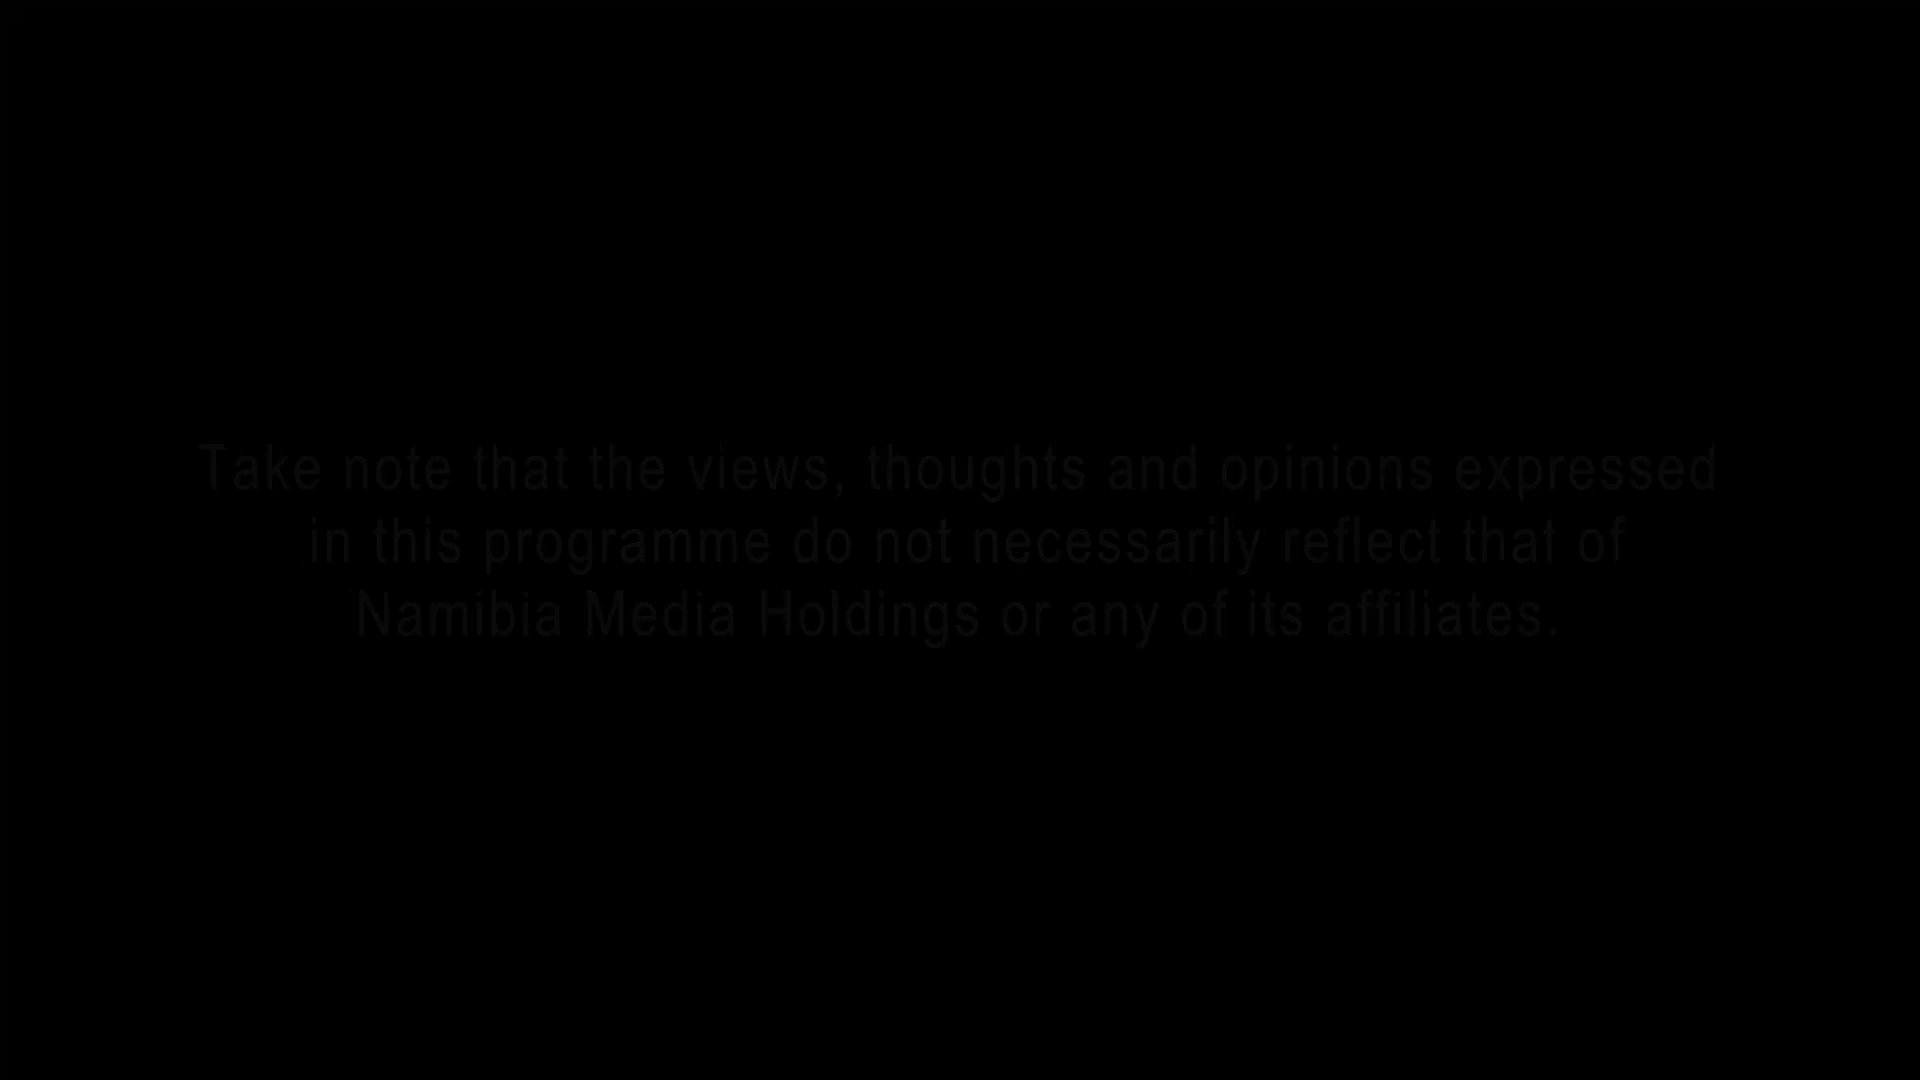 Take note that the views, thoughts and opinions expressed
in this programme do not necessarily reflect that of
Namibia Media Holdings or any of its affiliates.